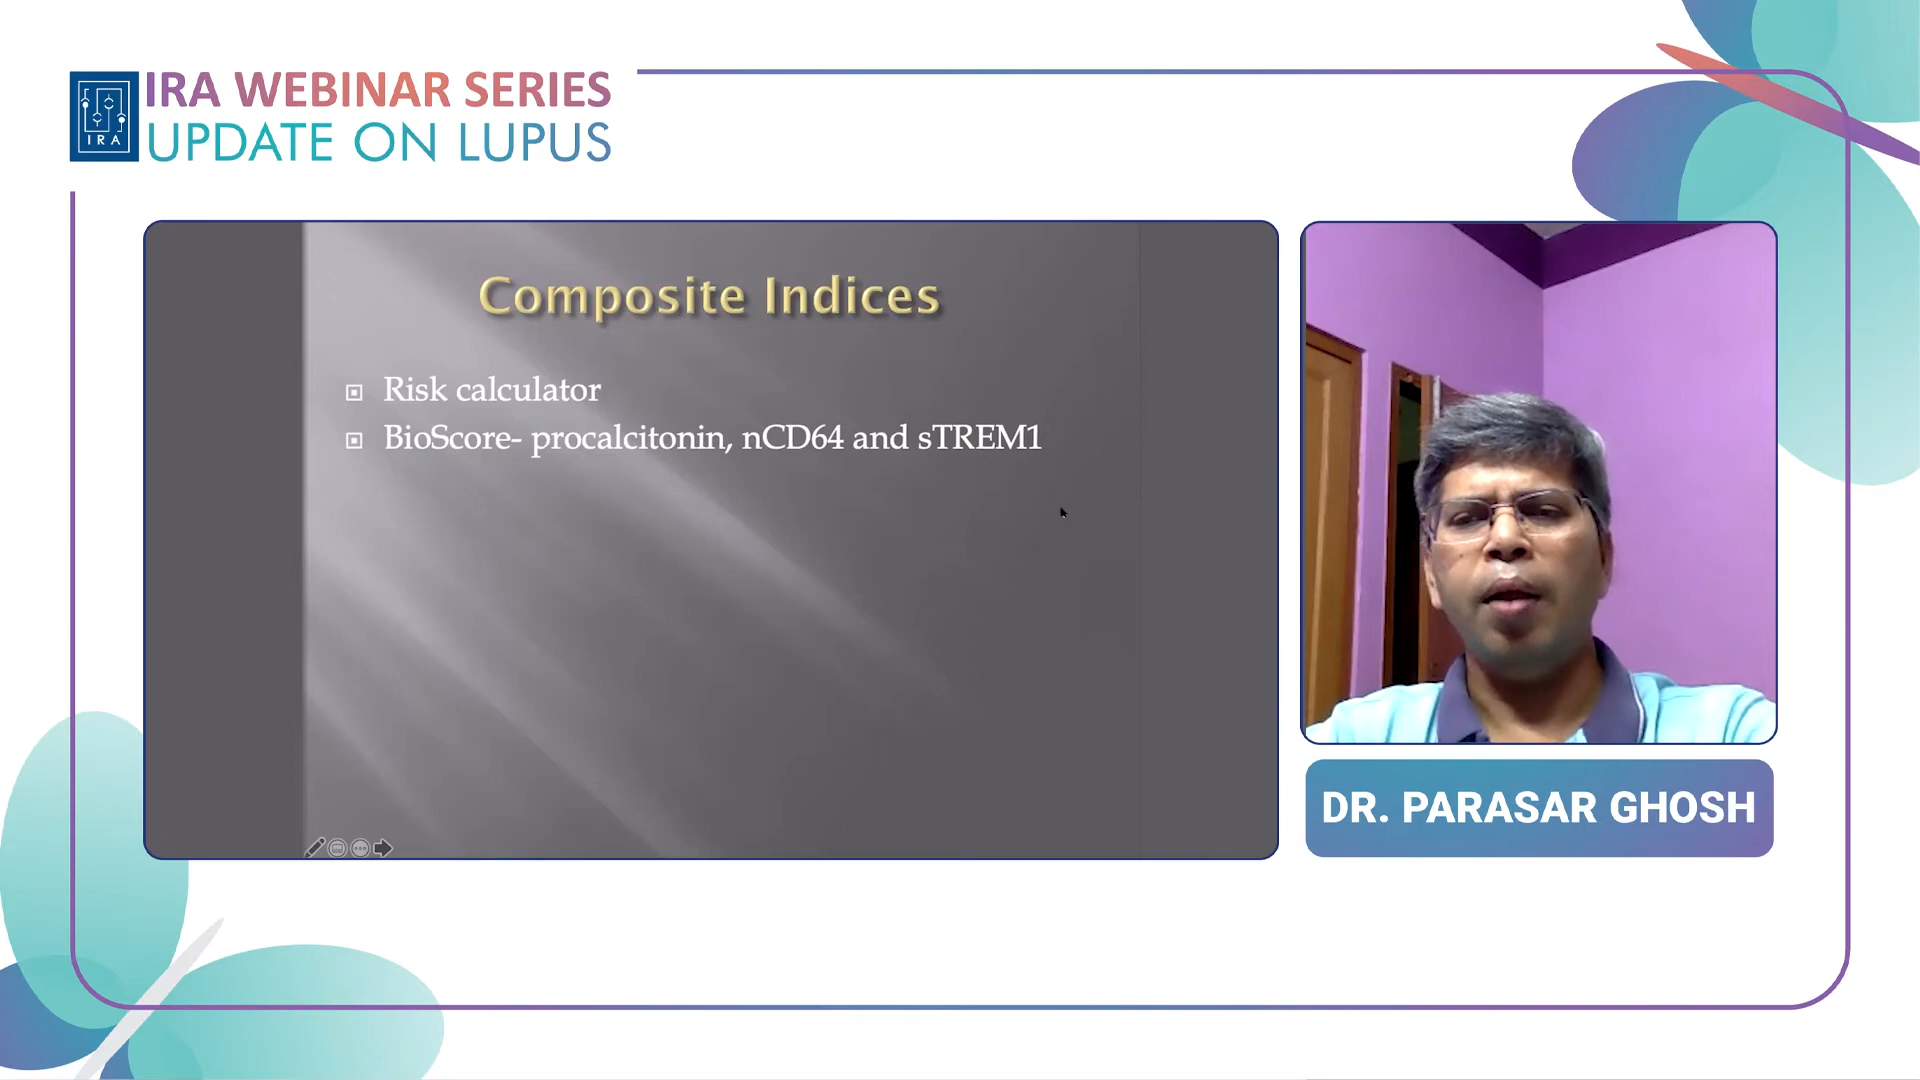 IRA
IRA WEBINAR SERIES
UPDATE ON LUPUS
Composite Indices
Risk calculator
BioScore- procalcitonin, nCD64 and sTREM1
DR. PARASAR GHOSH